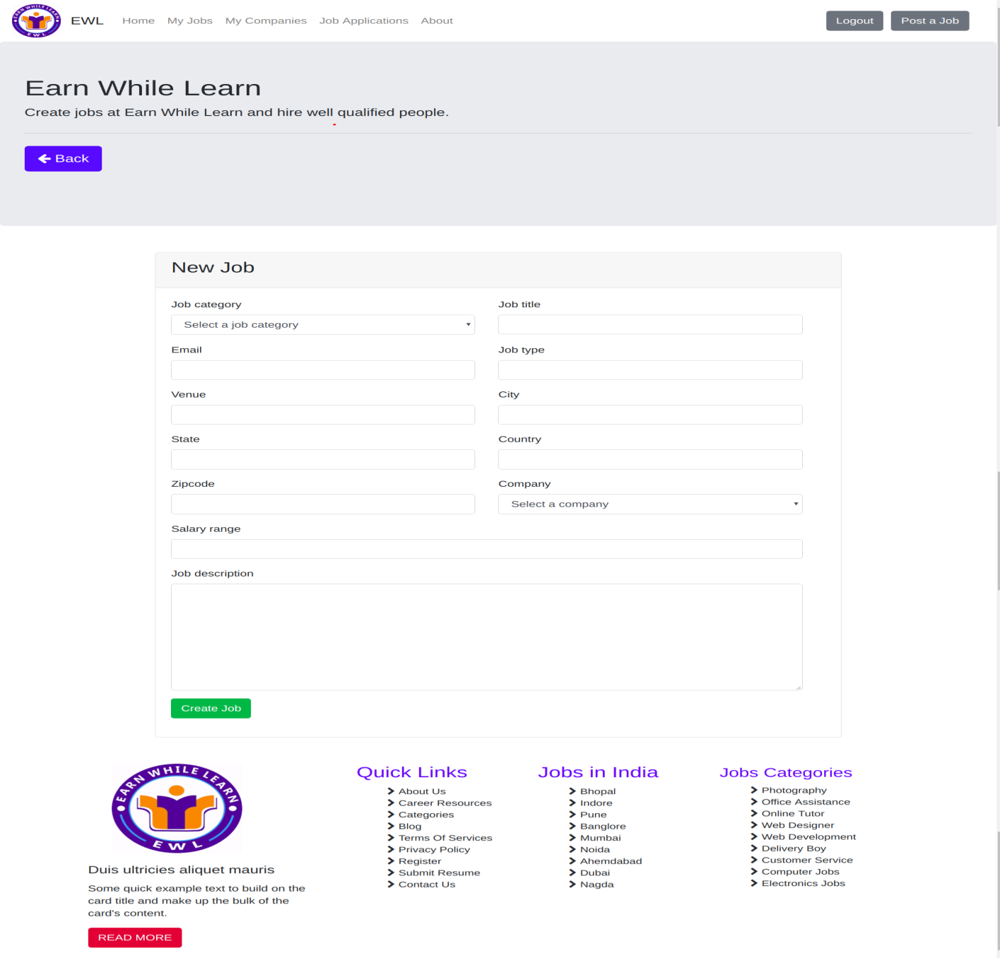 EARN WHILE LEARN
EWL
EWL
Home
My Jobs
My Companies
Job Applications
About
Logout
Post a Job
Earn While Learn
Create jobs at Earn While Learn and hire well qualified people.
Back
New Job
Job category
Job title
Select a job category
Email
Job type
Venue
City
State
Country
Zipcode
Company
Select a company
Salary range
Job description
Create Job
EARN WHILE LEARN
EWL
Duis ultricies aliquet mauris
Some quick example text to build on the
card title and make up the bulk of the
card's content.
READ MORE
Quick Links
About Us
Career Resources
Categories
Blog
Terms Of Services
Privacy Policy
Register
Submit Resume
Contact Us
Jobs in India
Bhopal
Indore
Pune
Banglore
Mumbai
Noida
Ahemdabad
Dubai
Nagda
Jobs Categories
Photography
Office Assistance
Online Tutor
Web Designer
Web Development
Delivery Boy
Customer Service
Computer Jobs
Electronics Jobs